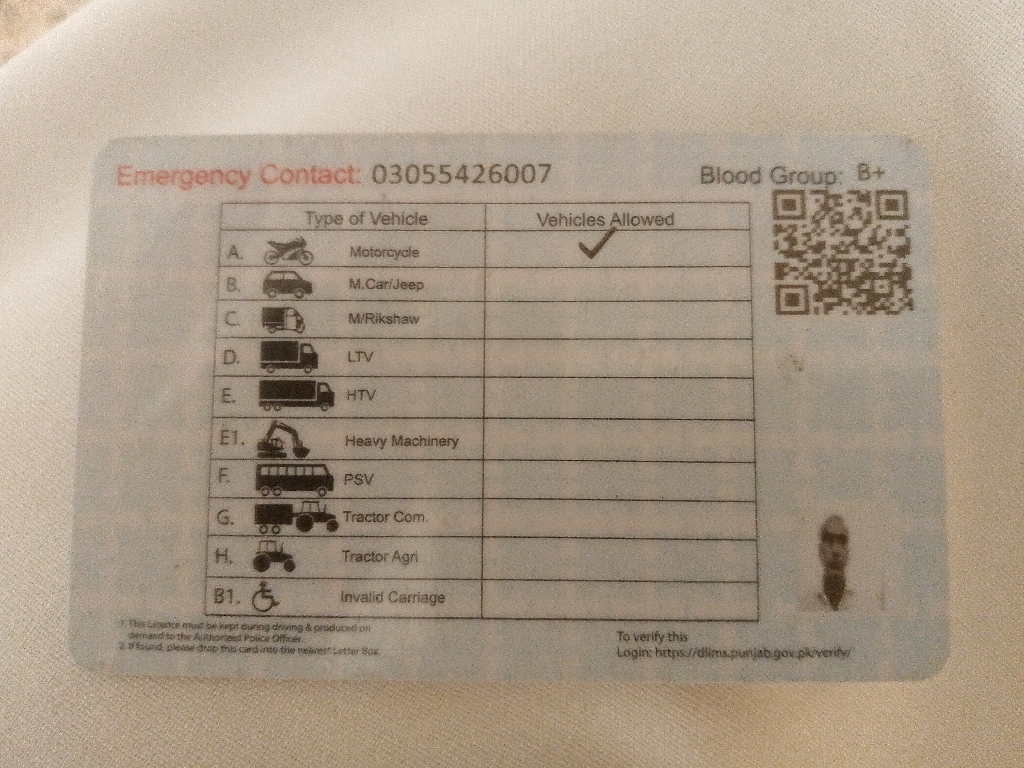 Emergency Contact: 03055426007
Blood Group: B+
Type of Vehicle Vehicles Allowed
A. Motorcycle ✓
B. M.Car/Jeep
C. M/Rikshaw
D. LTV
E. HTV
E1. Heavy Machinery
F. PSV
G. Tractor Com.
H. Tractor Agri
B1. Invalid Carriage
1. This Licence must be kept during driving & produced on
demand to the Authorized Police Officer.
2. If found, please drop this card into the nearest Letter Box.
To verify this
Login: https://dlims.punjab.gov.pk/verify/